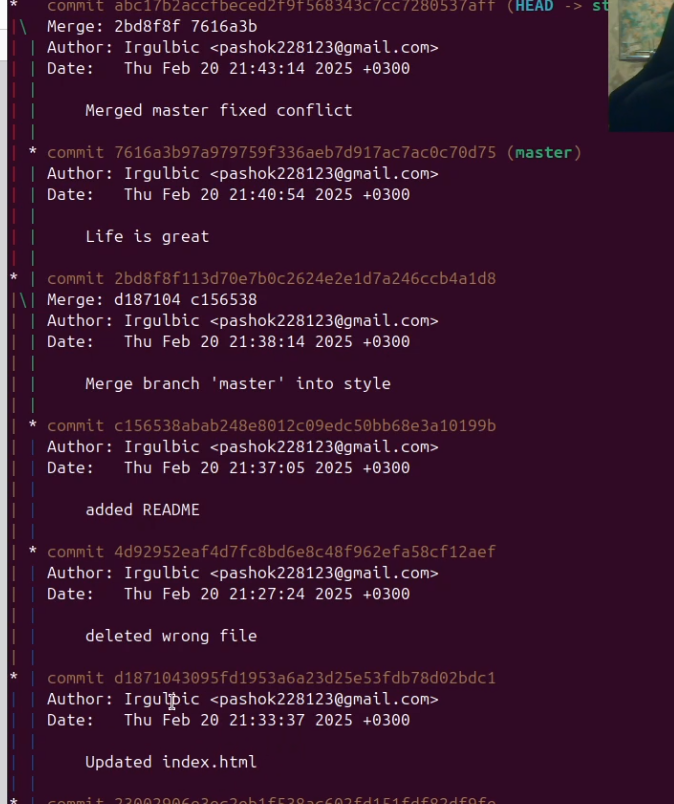 * commit abc17b2accfbeced2f9f568343c7cc7280537aff (HEAD -> st
|\ Merge: 2bd8f8f 7616a3b
| | Author: Irgulbic <pashok228123@gmail.com>
| | Date: Thu Feb 20 21:43:14 2025 +0300
| |
| | Merged master fixed conflict
| |
| * commit 7616a3b97a979759f336aeb7d917ac7ac0c70d75 (master)
| | Author: Irgulbic <pashok228123@gmail.com>
| | Date: Thu Feb 20 21:40:54 2025 +0300
| |
| | Life is great
| |
* | commit 2bd8f8f113d70e7b0c2624e2e1d7a246ccb4a1d8
|\| Merge: d187104 c156538
| | Author: Irgulbic <pashok228123@gmail.com>
| | Date: Thu Feb 20 21:38:14 2025 +0300
| |
| | Merge branch 'master' into style
| |
| * commit c156538abab248e8012c09edc50bb68e3a10199b
| | Author: Irgulbic <pashok228123@gmail.com>
| | Date: Thu Feb 20 21:37:05 2025 +0300
| |
| | added README
| |
| * commit 4d92952eaf4d7fc8bd6e8c48f962efa58cf12aef
| | Author: Irgulbic <pashok228123@gmail.com>
| | Date: Thu Feb 20 21:27:24 2025 +0300
| |
| | deleted wrong file
| |
* | commit d1871043095fd1953a6a23d25e53fdb78d02bdc1
| | Author: Irgulbic <pashok228123@gmail.com>
| | Date: Thu Feb 20 21:33:37 2025 +0300
| |
| | Updated index.html
| |
* | commit